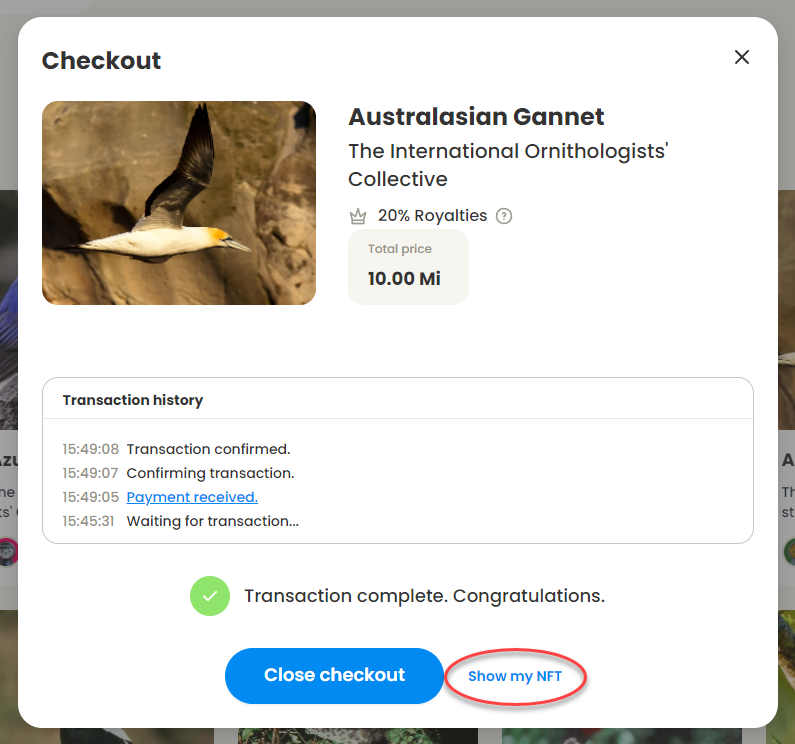 Checkout
Australasian Gannet
The International Ornithologists'
Collective
20% Royalties ?
Total price
10.00 Mi
Transaction history
15:49:08 Transaction confirmed.
15:49:07 Confirming transaction.
15:49:05 Payment received.
15:45:31 Waiting for transaction...
Transaction complete. Congratulations.
Close checkout
Show my NFT